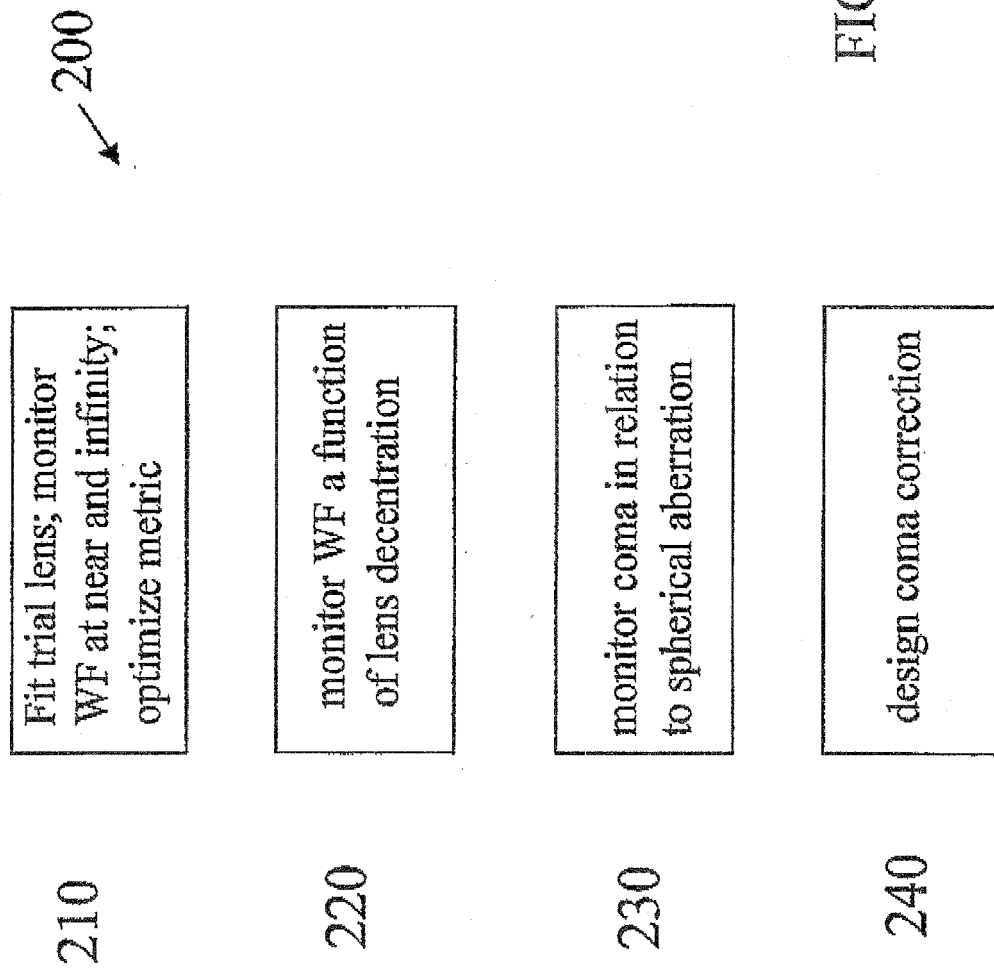 200
210
Fit trial lens; monitor
WF at near and infinity;
optimize metric
220
monitor WF a function
of lens decentration
230
monitor coma in relation
to spherical aberration
240
design coma correction